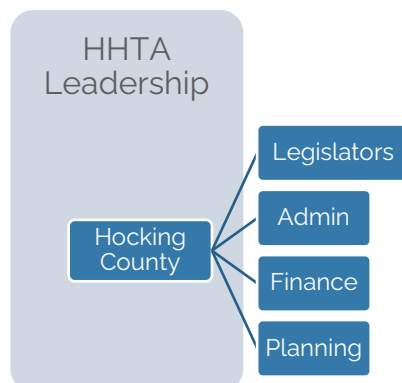 HHTA
Leadership
Legislators
Admin
Hocking
County
Finance
Planning